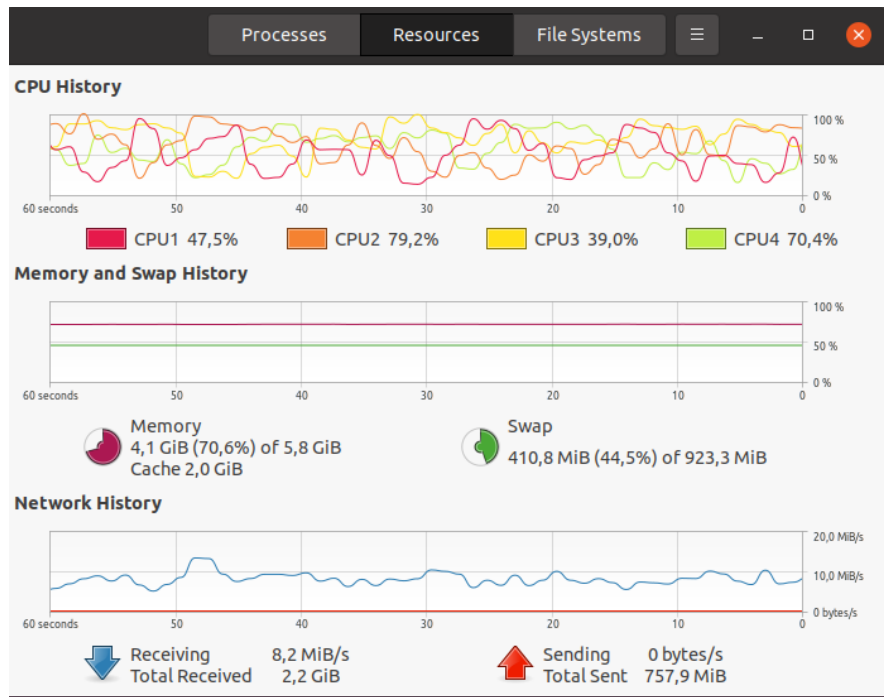 Processes Resources File Systems
CPU History
100 %
50 %
0 %
60 seconds 50 40 30 20 10 0
CPU1 47,5% CPU2 79,2% CPU3 39,0% CPU4 70,4%
Memory and Swap History
100 %
50 %
0 %
60 seconds 50 40 30 20 10 0
Memory
4,1 GiB (70,6%) of 5,8 GiB
Cache 2,0 GiB
Swap
410,8 MiB (44,5%) of 923,3 MiB
Network History
20,0 MiB/s
10,0 MiB/s
0 bytes/s
60 seconds 50 40 30 20 10 0
Receiving 8,2 MiB/s
Total Received 2,2 GiB
Sending 0 bytes/s
Total Sent 757,9 MiB